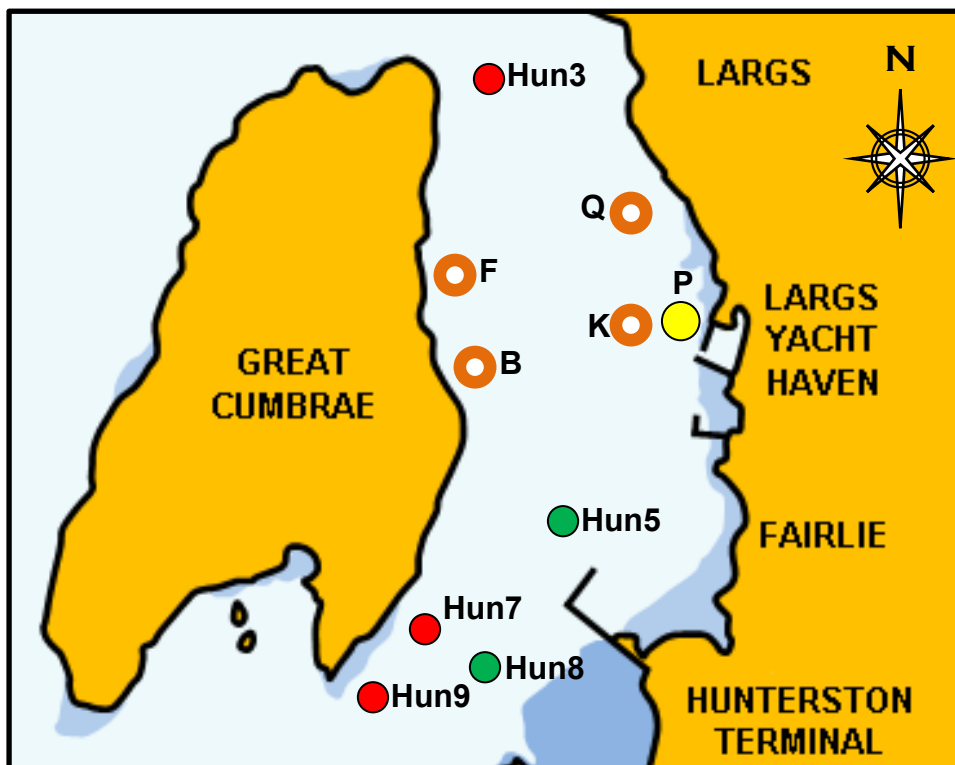 Hun3
LARGS
N
Q
F
P
K
B
LARGS
YACHT
HAVEN
GREAT
CUMBRAE
Hun5
FAIRLIE
Hun7
Hun8
Hun9
HUNTERSTON
TERMINAL